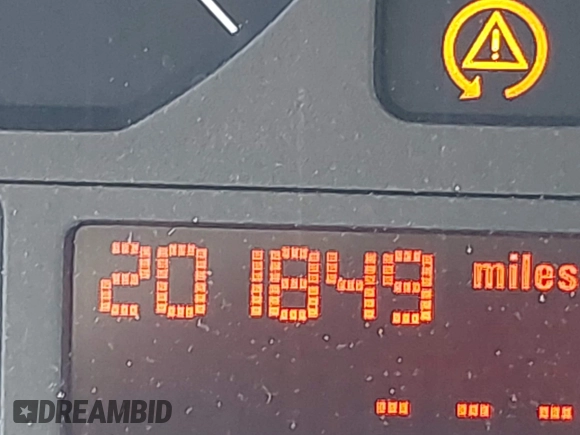 201849 miles
- - -
DREAMBID